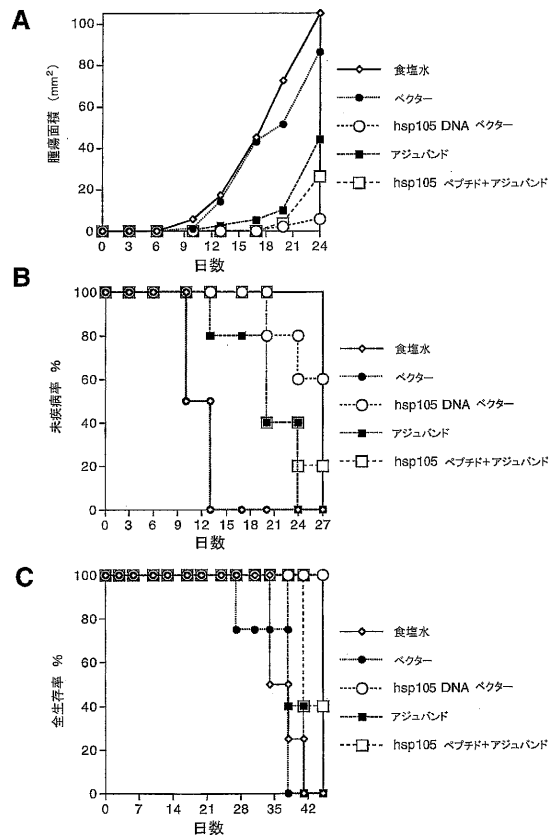 A
腫瘍面積 (mm²)
100
80
60
40
20
0
0 3 6 9 12 15 18 21 24
日数
食塩水
ベクター
hsp105 DNA ベクター
アジュバンド
hsp105 ペプチド+アジュバンド
B
未疾病率 %
100
80
60
40
20
0
0 3 6 9 12 15 18 21 24 27
日数
食塩水
ベクター
hsp105 DNA ベクター
アジュバンド
hsp105 ペプチド+アジュバンド
C
全生存率 %
100
80
60
40
20
0
0 7 14 21 28 35 42
日数
食塩水
ベクター
hsp105 DNA ベクター
アジュバンド
hsp105 ペプチド+アジュバンド